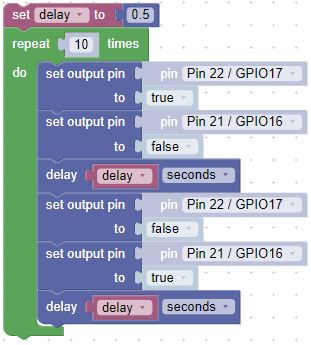 set delay to 0.5
repeat 10 times
do set output pin pin Pin 22 / GPIO17
to true
set output pin pin Pin 21 / GPIO16
to false
delay delay seconds
set output pin pin Pin 22 / GPIO17
to false
set output pin pin Pin 21 / GPIO16
to true
delay delay seconds